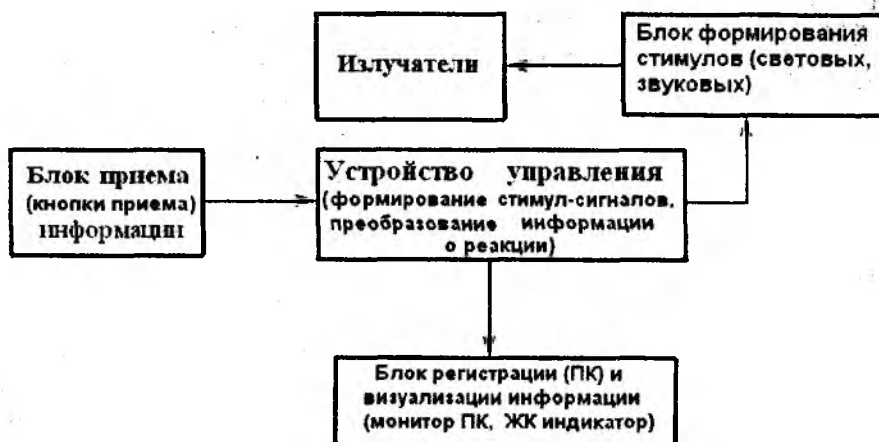 Излучатели
Блок формирования
стимулов (световых,
звуковых)
Блок приема
(кнопки приема)
информации
Устройство управления
(формирование стимул-сигналов,
преобразование информации
о реакции)
Блок регистрации (ПК) и
визуализации информации
(монитор ПК, ЖК индикатор)